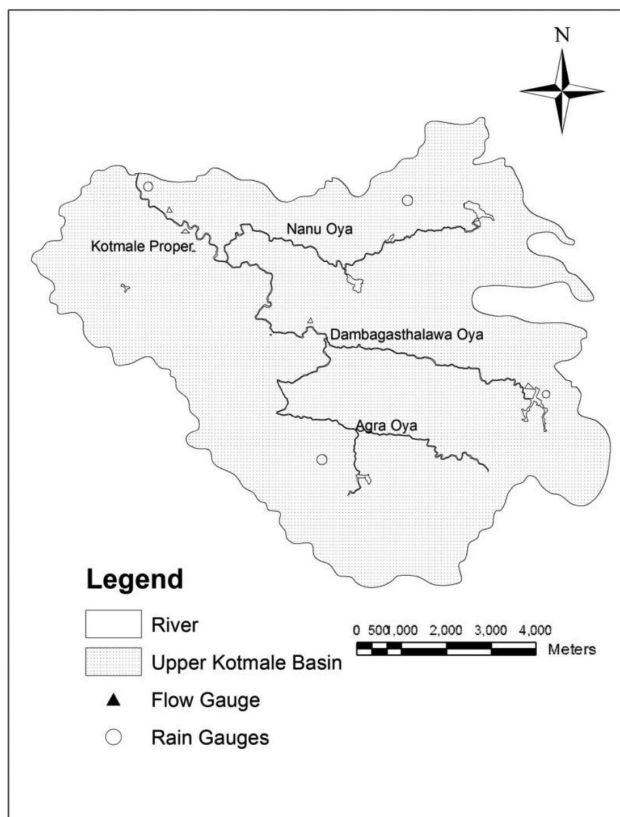 N
Nanu Oya
Kotmale Proper
Dambagasthalawa Oya
Agra Oya
Legend
River
Upper Kotmale Basin
Flow Gauge
Rain Gauges
0 500 1,000 2,000 3,000 4,000
Meters